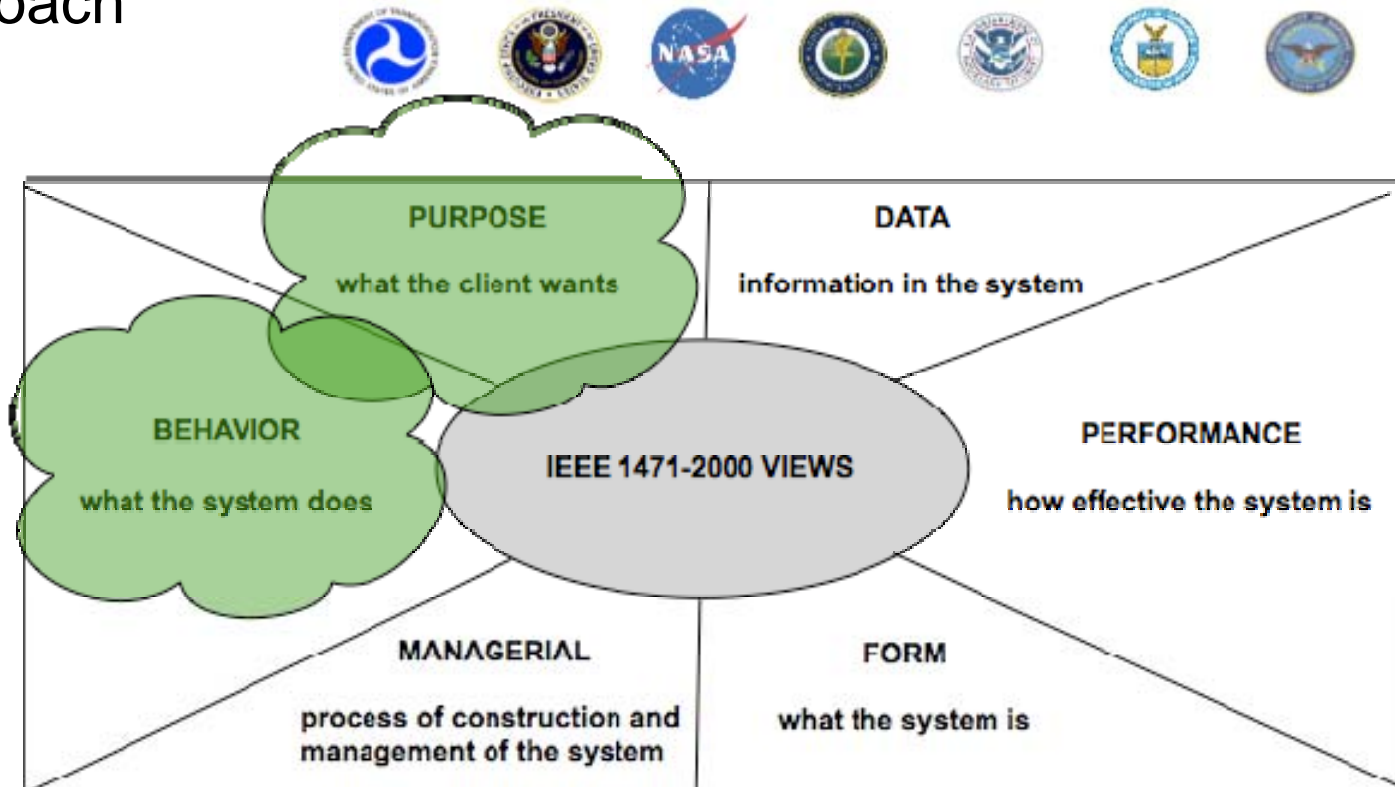 oach
NASA
PURPOSE
what the client wants
DATA
information in the system
BEHAVIOR
what the system does
IEEE 1471-2000 VIEWS
PERFORMANCE
how effective the system is
MANAGERIAL
process of construction and
management of the system
FORM
what the system is